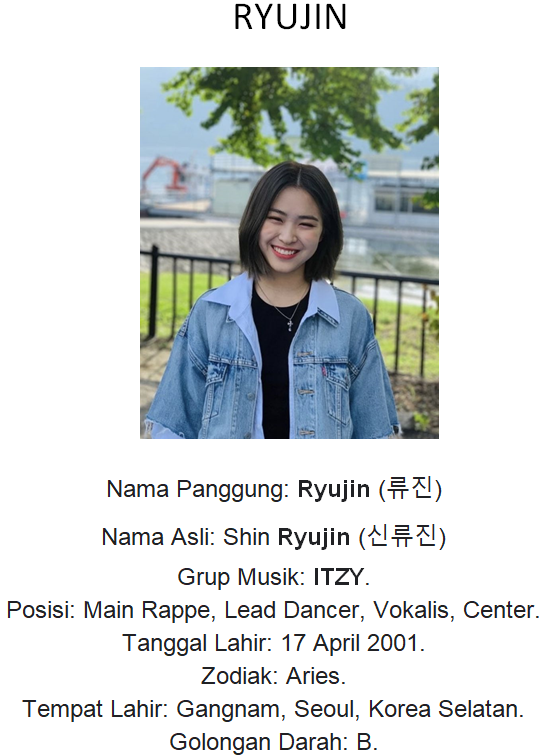 RYUJIN
Nama Panggung: Ryujin (류진)
Nama Asli: Shin Ryujin (신류진)
Grup Musik: ITZY.
Posisi: Main Rappe, Lead Dancer, Vokalis, Center.
Tanggal Lahir: 17 April 2001.
Zodiak: Aries.
Tempat Lahir: Gangnam, Seoul, Korea Selatan.
Golongan Darah: B.